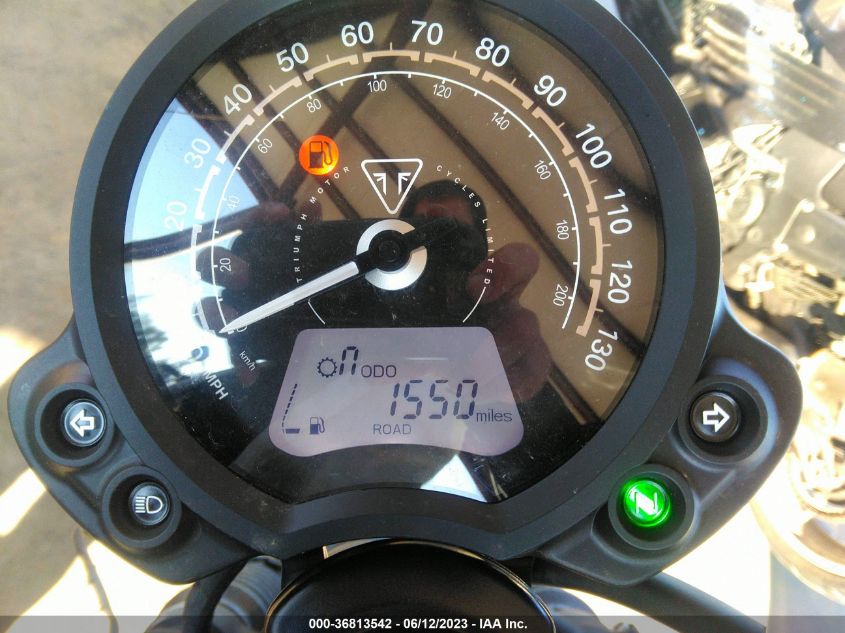 10 20 30 40 50 60 70 80 90 100 110 120 130
20 40 60 80 100 120 140 160 180 200
TRIUMPH MOTOR CYCLES LIMITED
km/h
MPH
n ODO
1550 miles
ROAD
N
000-36813542 - 06/12/2023 - IAA Inc.